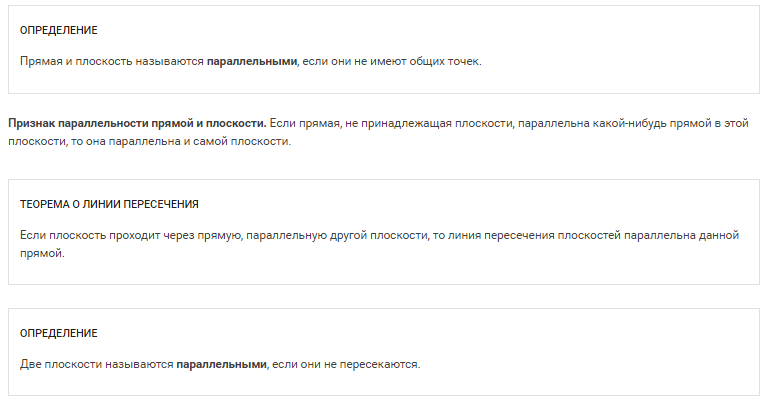 ОПРЕДЕЛЕНИЕ
Прямая и плоскость называются параллельными, если они не имеют общих точек.
Признак параллельности прямой и плоскости. Если прямая, не принадлежащая плоскости, параллельна какой-нибудь прямой в этой
плоскости, то она параллельна и самой плоскости.
ТЕОРЕМА О ЛИНИИ ПЕРЕСЕЧЕНИЯ
Если плоскость проходит через прямую, параллельную другой плоскости, то линия пересечения плоскостей параллельна данной
прямой.
ОПРЕДЕЛЕНИЕ
Две плоскости называются параллельными, если они не пересекаются.